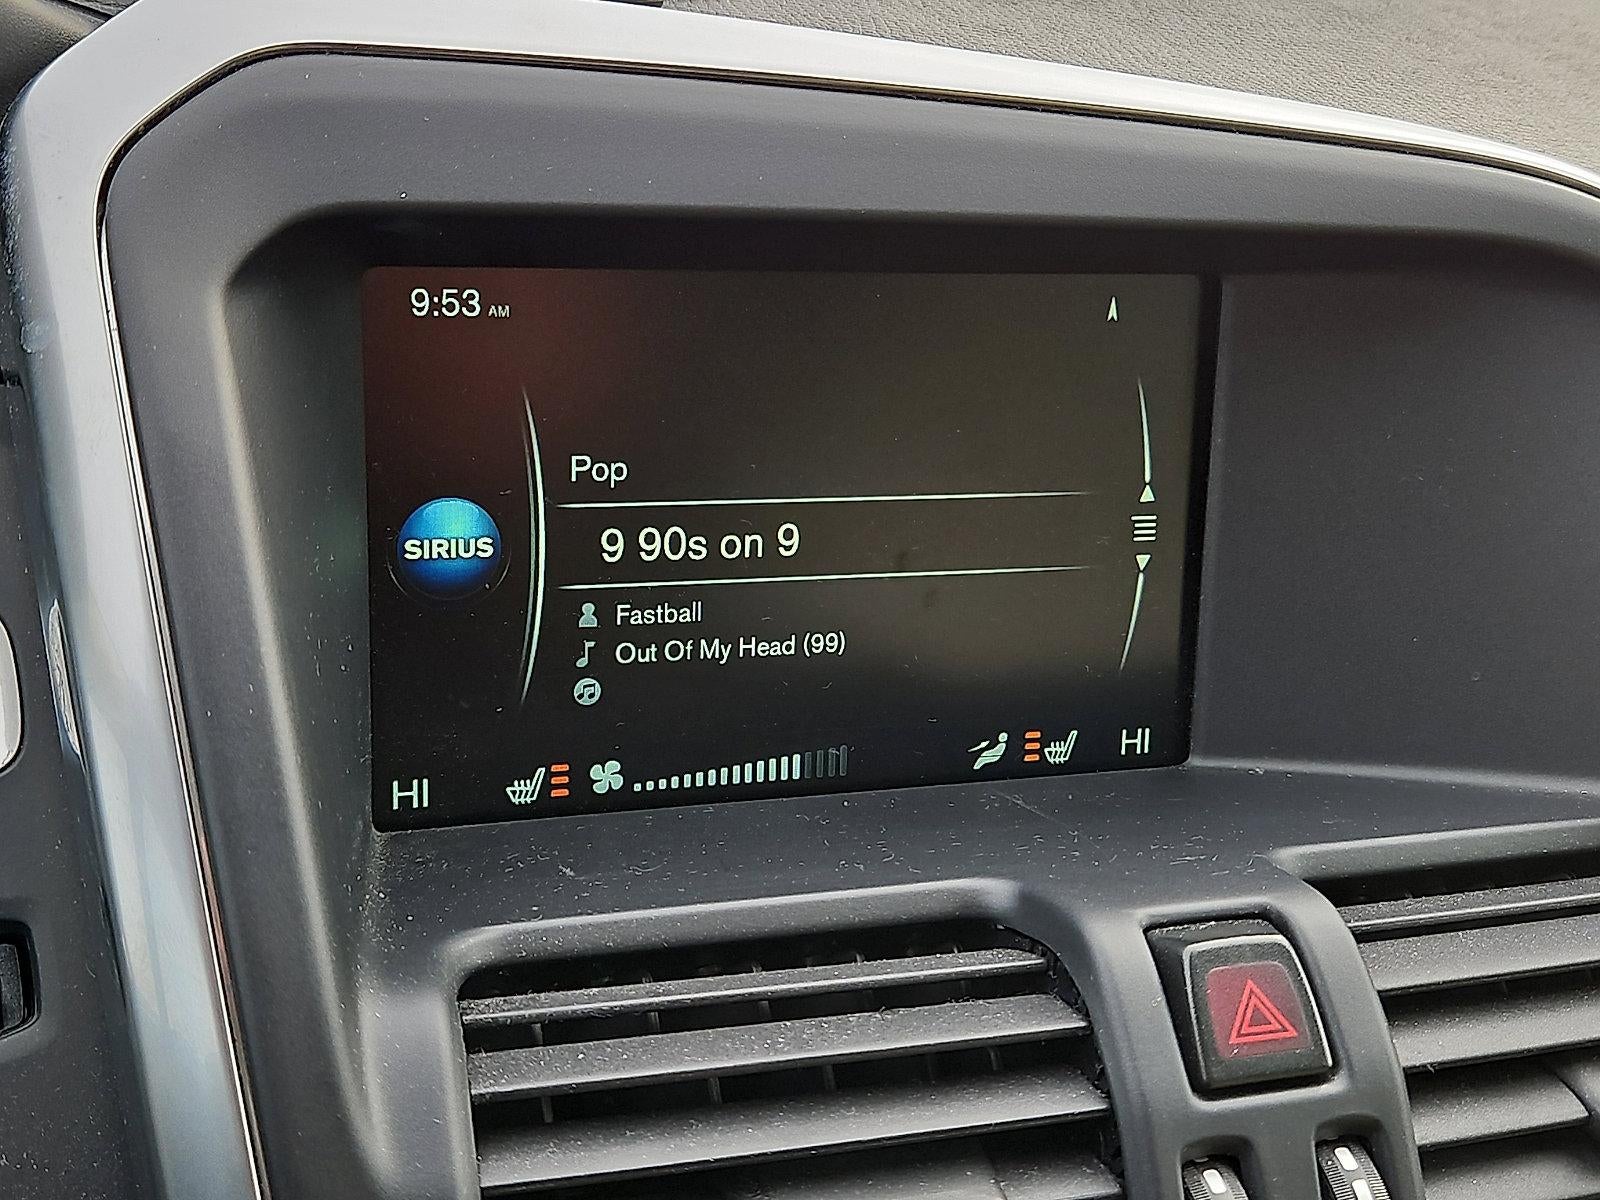 9:53 AM
Pop
SIRIUS
9 90s on 9
Fastball
Out Of My Head (99)
HI
HI